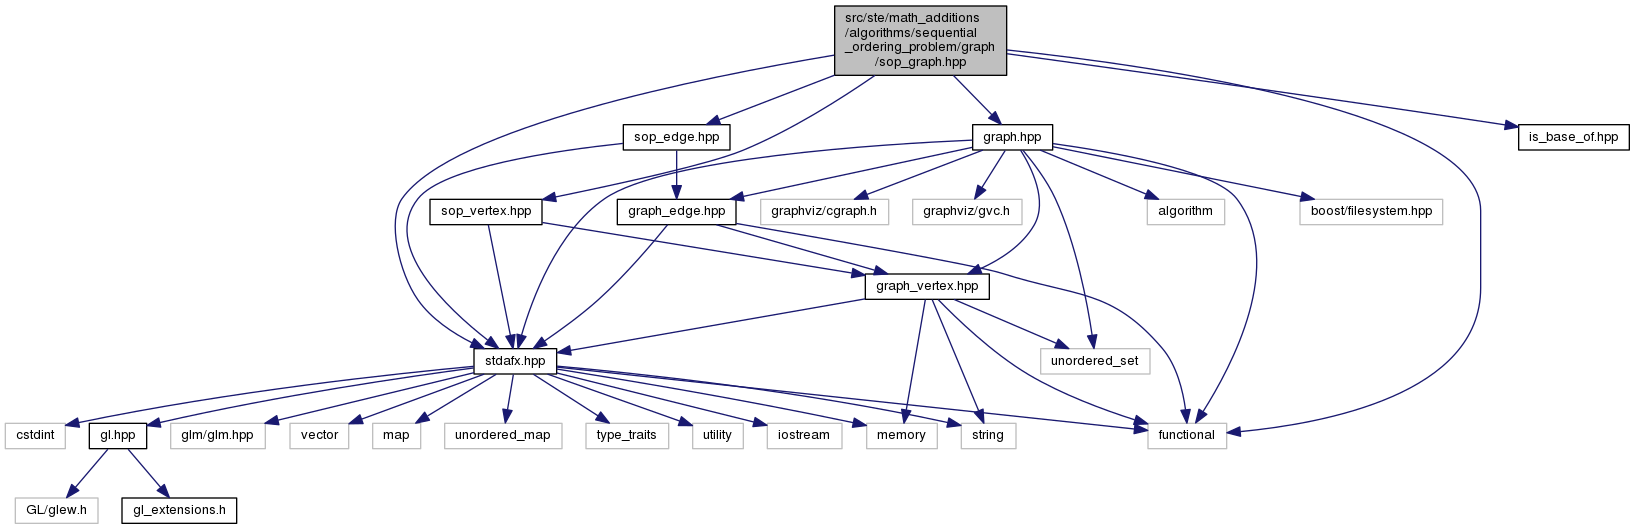 src/ste/math_additions
/algorithms/sequential
_ordering_problem/graph
/sop_graph.hpp
sop_edge.hpp
graph.hpp
is_base_of.hpp
sop_vertex.hpp
graph_edge.hpp
graphviz/cgraph.h
graphviz/gvc.h
algorithm
boost/filesystem.hpp
graph_vertex.hpp
stdafx.hpp
unordered_set
cstdint
gl.hpp
glm/glm.hpp
vector
map
unordered_map
type_traits
utility
iostream
memory
string
functional
GL/glew.h
gl_extensions.h